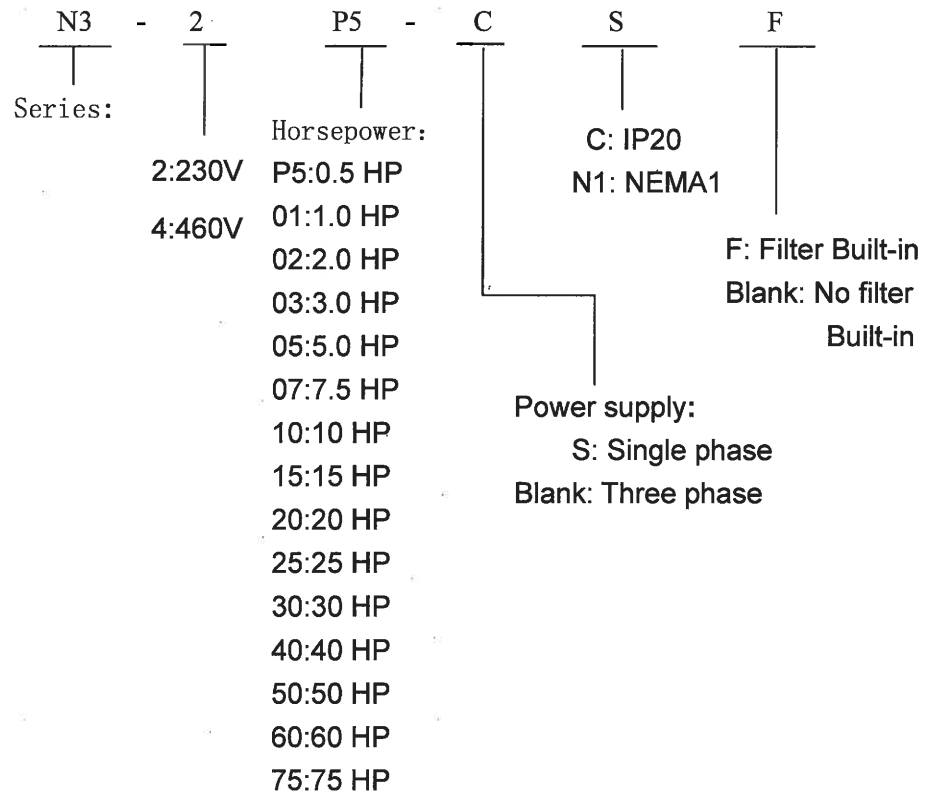 N3 - 2 P5 - C S F
Series:
2:230V
4:460V
Horsepower:
P5:0.5 HP
01:1.0 HP
02:2.0 HP
03:3.0 HP
05:5.0 HP
07:7.5 HP
10:10 HP
15:15 HP
20:20 HP
25:25 HP
30:30 HP
40:40 HP
50:50 HP
60:60 HP
75:75 HP
C: IP20
N1: NEMA1
F: Filter Built-in
Blank: No filter
Built-in
Power supply:
S: Single phase
Blank: Three phase